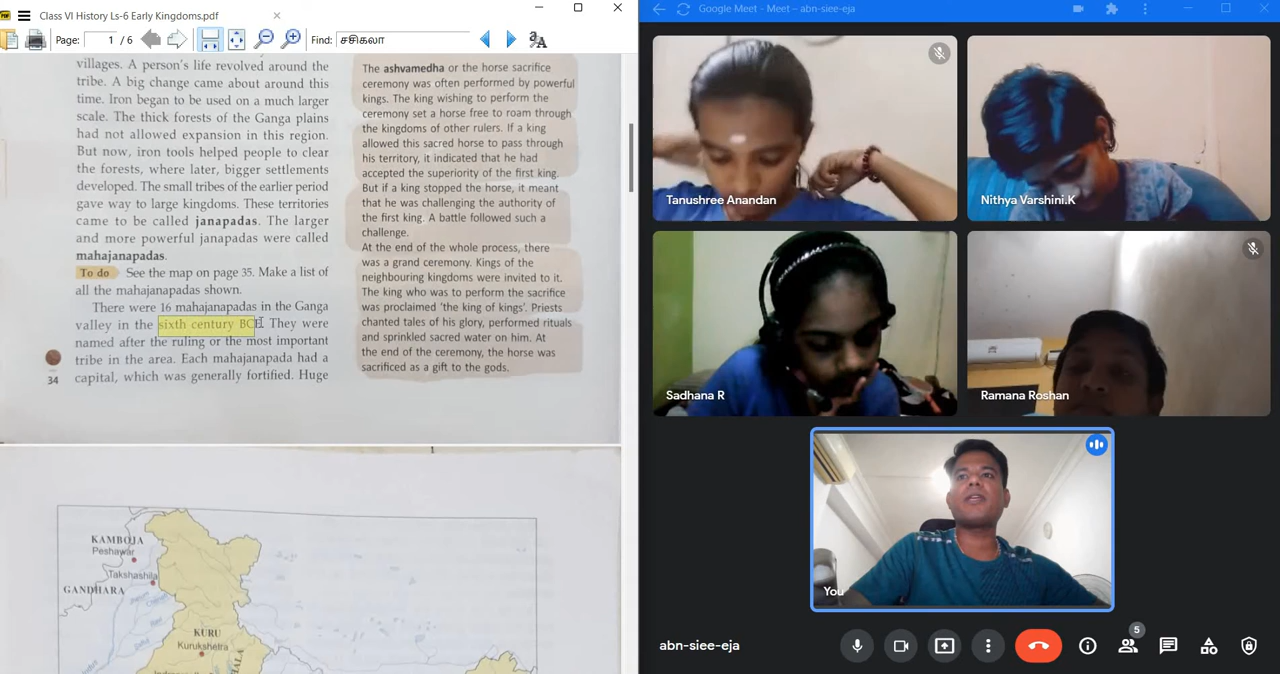 Class VI History Ls-6 Early Kingdoms.pdf
Page: 1 / 6 Find:
villages. A person's life revolved around the
tribe. A big change came about around this
time. Iron began to be used on a much larger
scale. The thick forests of the Ganga plains
had not allowed expansion in this region.
But now, iron tools helped people to clear
the forests, where later, bigger settlements
developed. The small tribes of the earlier period
gave way to large kingdoms. These territories
came to be called janapadas. The larger
and more powerful janapadas were called
mahajanapadas.
To do See the map on page 35. Make a list of
all the mahajanapadas shown.
There were 16 mahajanapadas in the Ganga
valley in the sixth century BCE. They were
named after the ruling or the most important
tribe in the area. Each mahajanapada had a
capital, which was generally fortified. Huge
34
The ashvamedha or the horse sacrifice
ceremony was often performed by powerful
kings. The king wishing to perform the
ceremony set a horse free to roam through
the kingdoms of other rulers. If a king
allowed this sacred horse to pass through
his territory, it indicated that he had
accepted the superiority of the first king.
But if a king stopped the horse, it meant
that he was challenging the authority of
the first king. A battle followed such a
challenge.
At the end of the whole process, there
was a grand ceremony. Kings of the
neighbouring kingdoms were invited to it.
The king who was to perform the sacrifice
was proclaimed 'the king of kings'. Priests
chanted tales of his glory, performed rituals
and sprinkled sacred water on him. At
the end of the ceremony, the horse was
sacrificed as a gift to the gods.
1
KAMBOJA
Peshawar
Takshashila
GANDHARA
KURU
Kurukshetra
Google Meet - Meet – abn-siee-eja
Tanushree Anandan
Nithya Varshini.K
Sadhana R
Ramana Roshan
You
abn-siee-eja
5